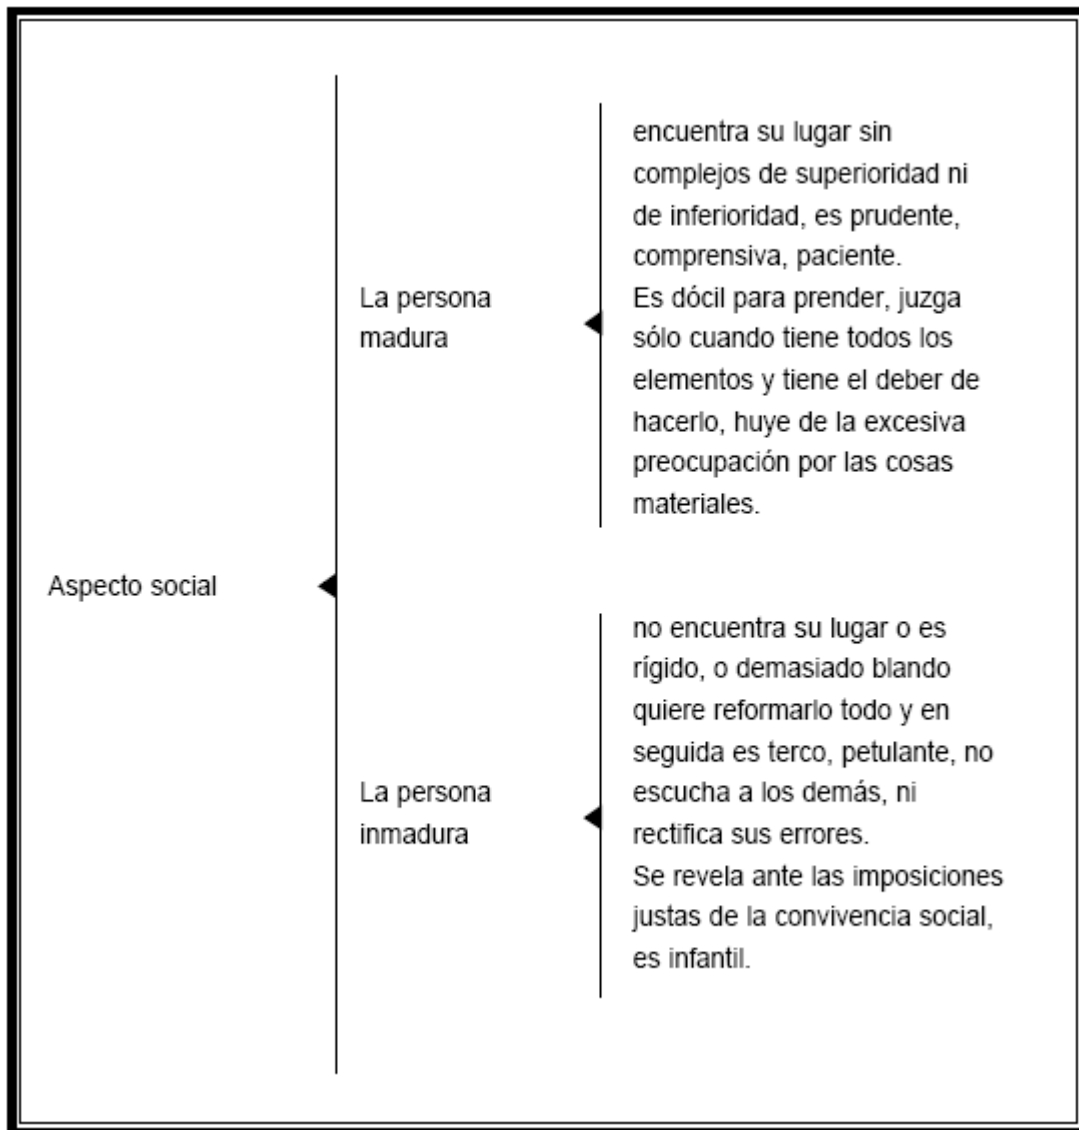 Aspecto social
La persona
madura
encuentra su lugar sin
complejos de superioridad ni
de inferioridad, es prudente,
comprensiva, paciente.
Es dócil para prender, juzga
sólo cuando tiene todos los
elementos y tiene el deber de
hacerlo, huye de la excesiva
preocupación por las cosas
materiales.
La persona
inmadura
no encuentra su lugar o es
rígido, o demasiado blando
quiere reformarlo todo y en
seguida es terco, petulante, no
escucha a los demás, ni
rectifica sus errores.
Se revela ante las imposiciones
justas de la convivencia social,
es infantil.